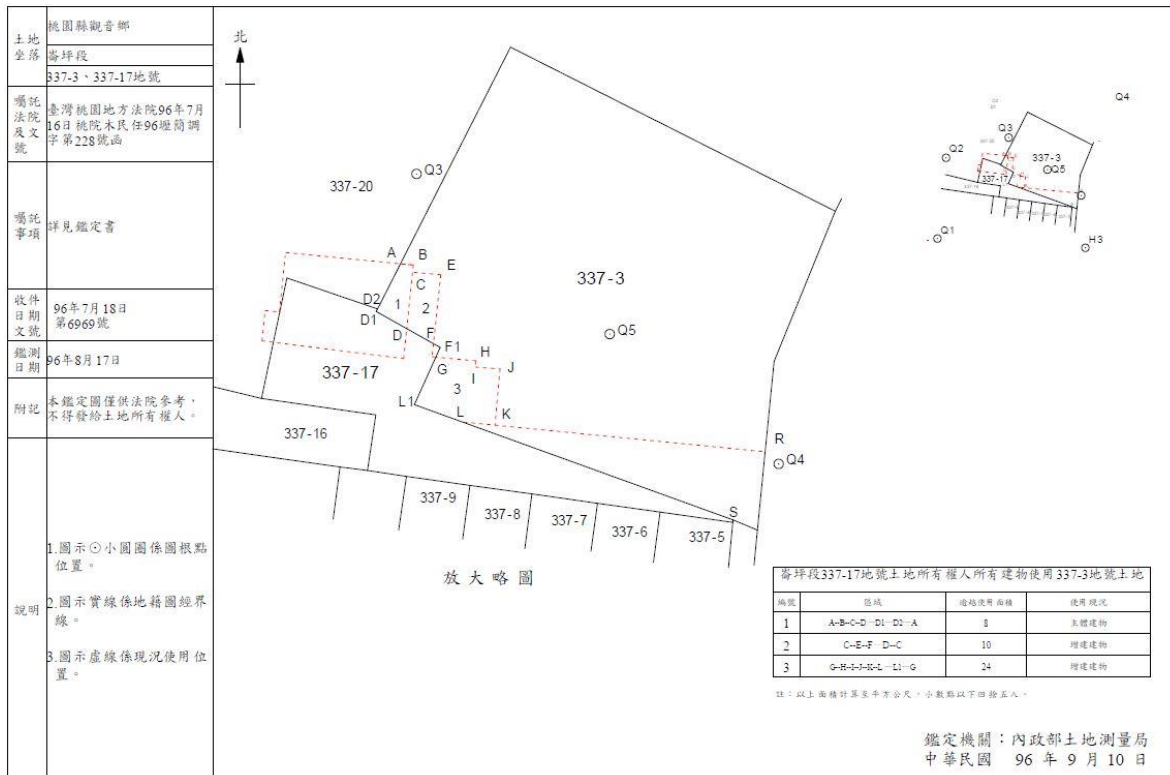 土地坐落
桃園縣觀音鄉
崙坪段
337-3、337-17地號
囑託法院及文號
臺灣桃園地方法院96年7月
16日桃院木民任96壢簡調
字第228號函
囑託事項
詳見鑑定書
收件日期文號
96年7月18日
第6969號
鑑測日期
96年8月17日
附記
本鑑定圖僅供法院參考，
不得發給土地所有權人。
說明
1.圖示⊙小圓圈係圖根點
位置。
2.圖示實線係地籍圖經界
線。
3.圖示虛線係現況使用位
置。
北
Q3
337-20
A
B
E
C
D2
1
2
D1
D
F
F1
337-3
Q5
H
G
I
J
337-17
3
L1
L
K
337-16
R
Q4
S
337-9
337-8
337-7
337-6
337-5
放大略圖
Q4
Q3
Q2
337-3
Q5
337-17
Q1
H3
崙坪段337-17地號土地所有權人所有建物使用337-3地號土地
編號 區域 逾越使用面積 使用現況
1 A--B--C--D--D1--D2--A 8 主體建物
2 C--E--F--D--C 10 增建建物
3 G--H--I--J--K--L--L1--G 24 增建建物
註：以上面積計算至平方公尺，小數點以下四捨五入。
鑑定機關：內政部土地測量局
中華民國 96 年 9 月 10 日